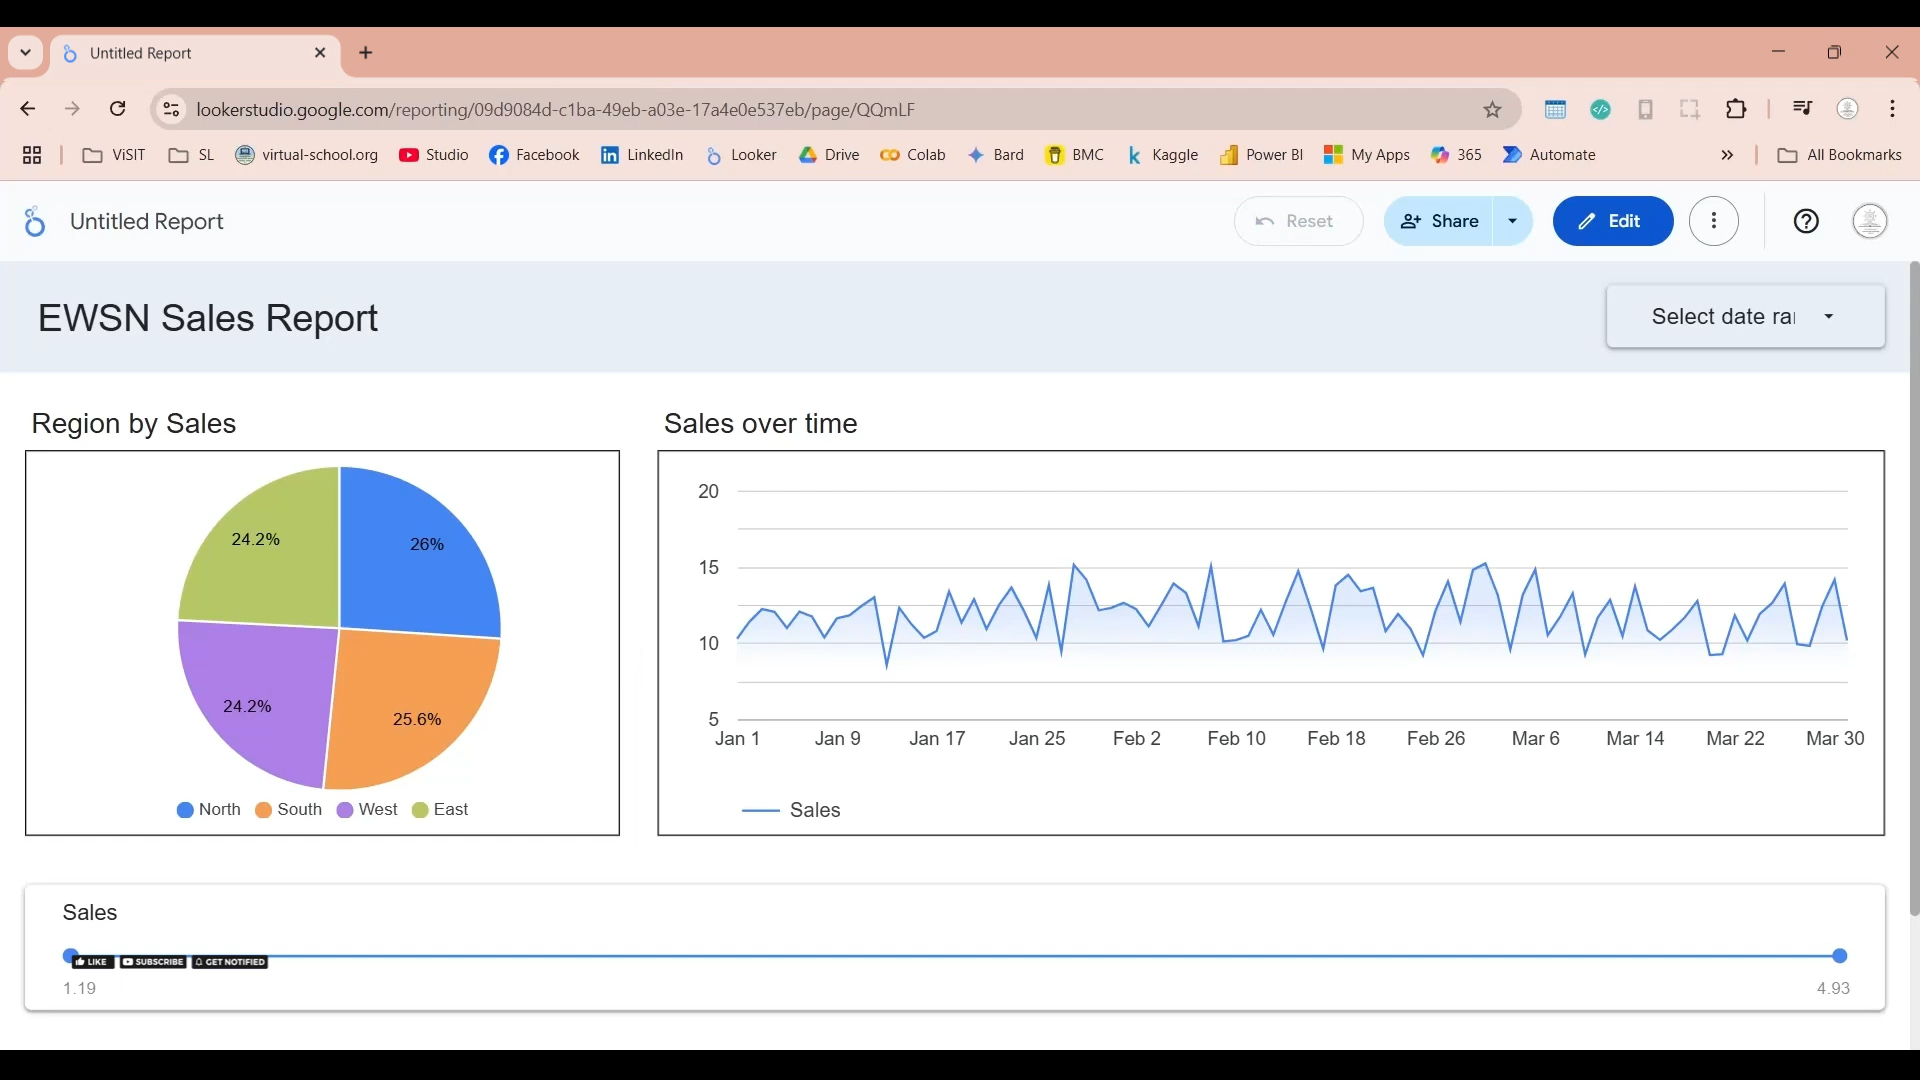 Untitled Report
lookerstudio.google.com/reporting/09d9084d-c1ba-49eb-a03e-17a4e0e537eb/page/QQmLF
ViSIT SL virtual-school.org Studio Facebook LinkedIn Looker Drive Colab Bard BMC Kaggle Power BI My Apps 365 Automate » All Bookmarks
Untitled Report Reset Share Edit
EWSN Sales Report Select date rai
Region by Sales
24.2% 26%
24.2% 25.6%
North South West East
Sales over time
20
15
10
5
Jan 1 Jan 9 Jan 17 Jan 25 Feb 2 Feb 10 Feb 18 Feb 26 Mar 6 Mar 14 Mar 22 Mar 30
Sales
Sales
LIKE SUBSCRIBE GET NOTIFIED
1.19 4.93